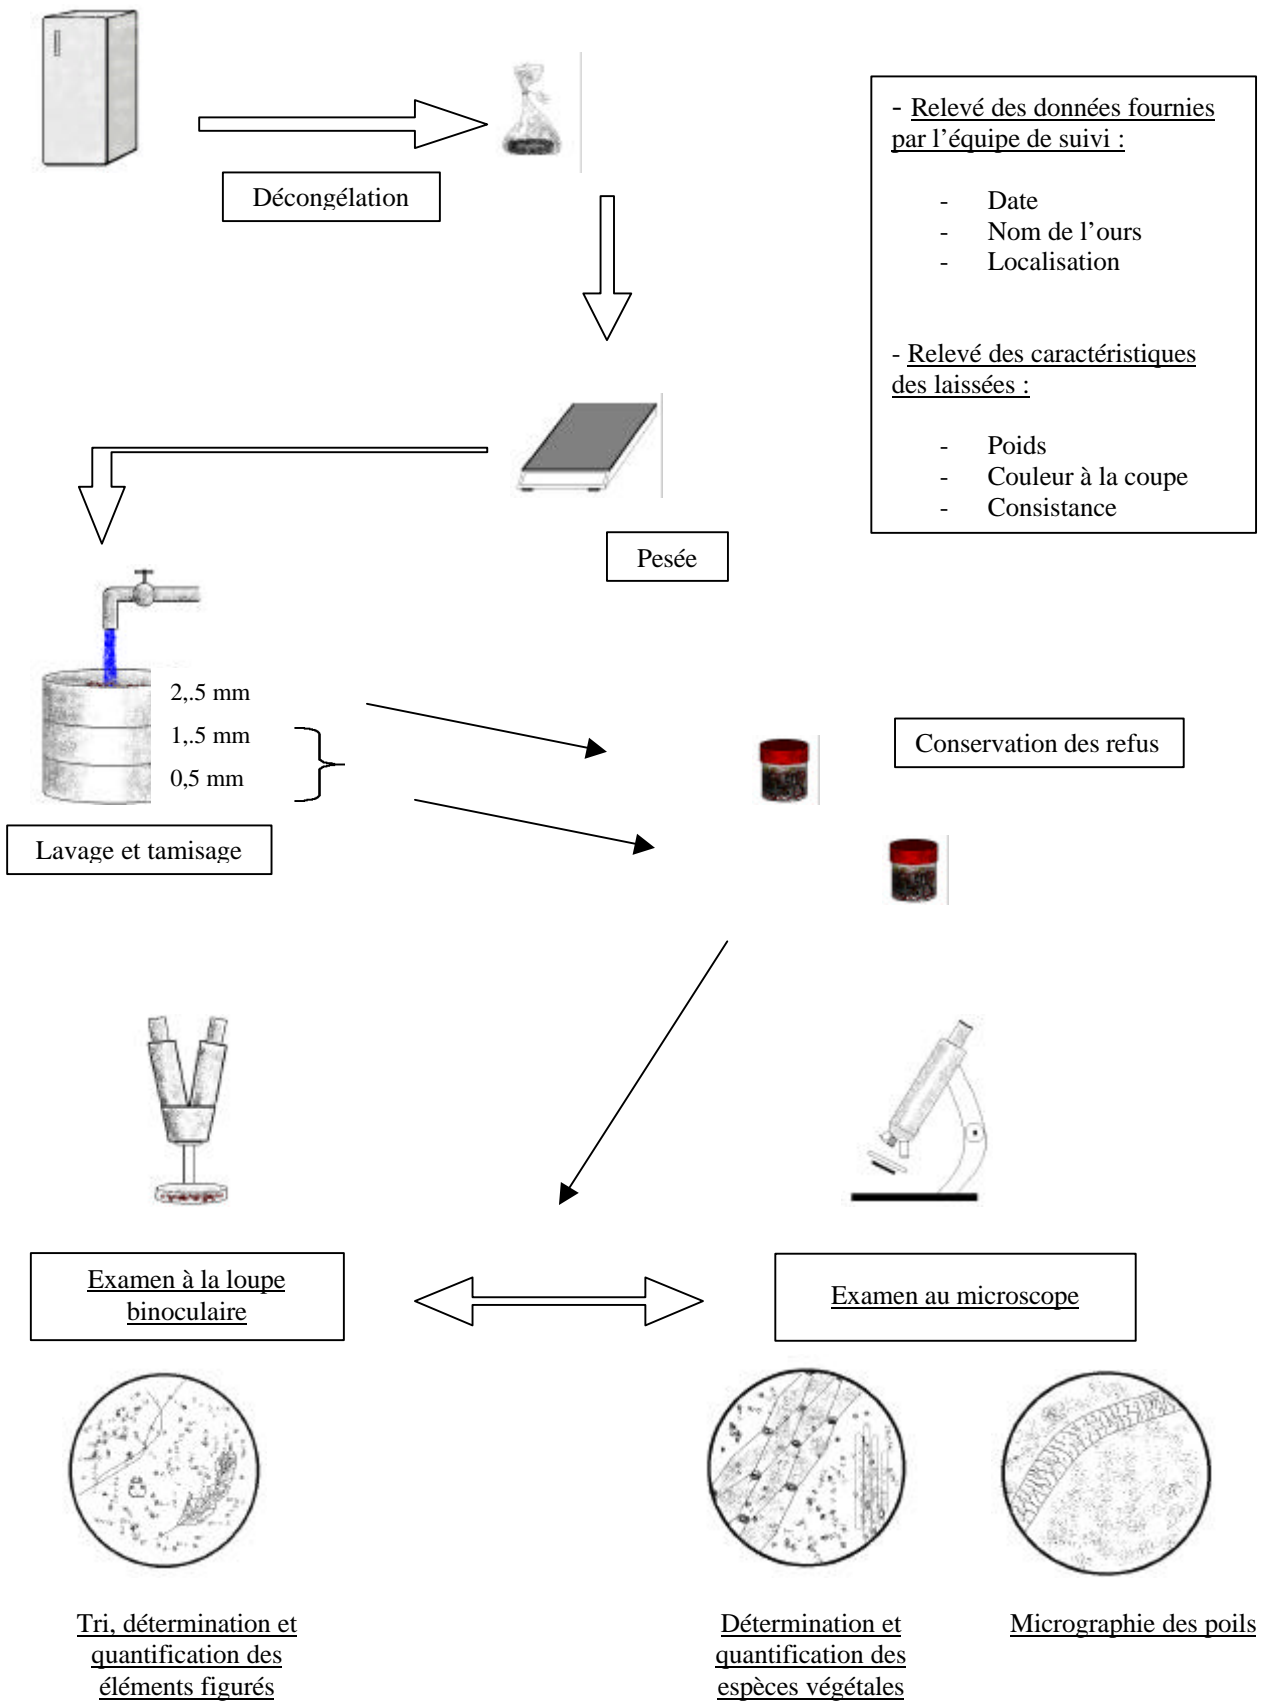 Décongélation
- Relevé des données fournies
par l’équipe de suivi :
- Date
- Nom de l’ours
- Localisation
- Relevé des caractéristiques
des laissées :
- Poids
- Couleur à la coupe
- Consistance
Pesée
2,.5 mm
1,.5 mm
0,5 mm
Lavage et tamisage
Conservation des refus
Examen à la loupe
binoculaire
Examen au microscope
Tri, détermination et
quantification des
éléments figurés
Détermination et
quantification des
espèces végétales
Micrographie des poils